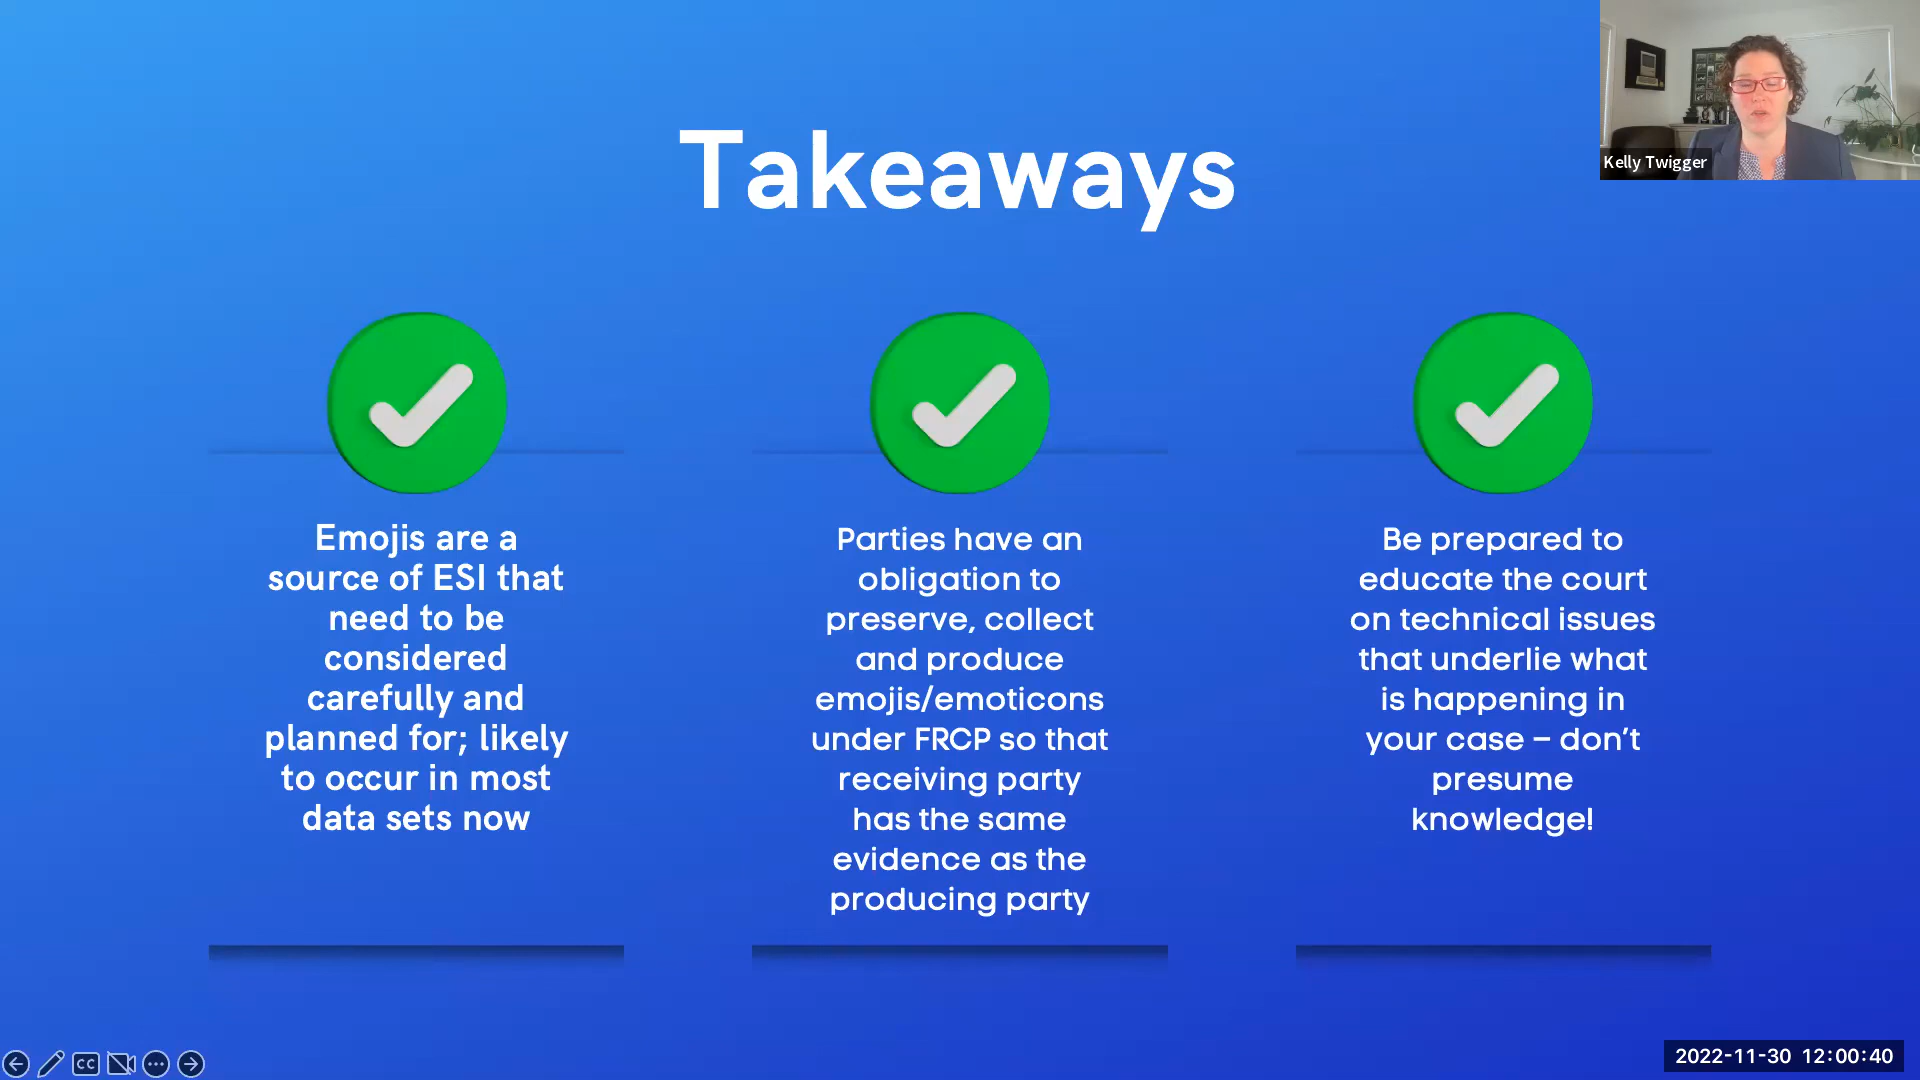 Takeaways
Kelly Twigger
Emojis are a
source of ESI that
need to be
considered
carefully and
planned for; likely
to occur in most
data sets now
Parties have an
obligation to
preserve, collect
and produce
emojis/emoticons
under FRCP so that
receiving party
has the same
evidence as the
producing party
Be prepared to
educate the court
on technical issues
that underlie what
is happening in
your case – don’t
presume
knowledge!
CC
2022-11-30 12:00:40